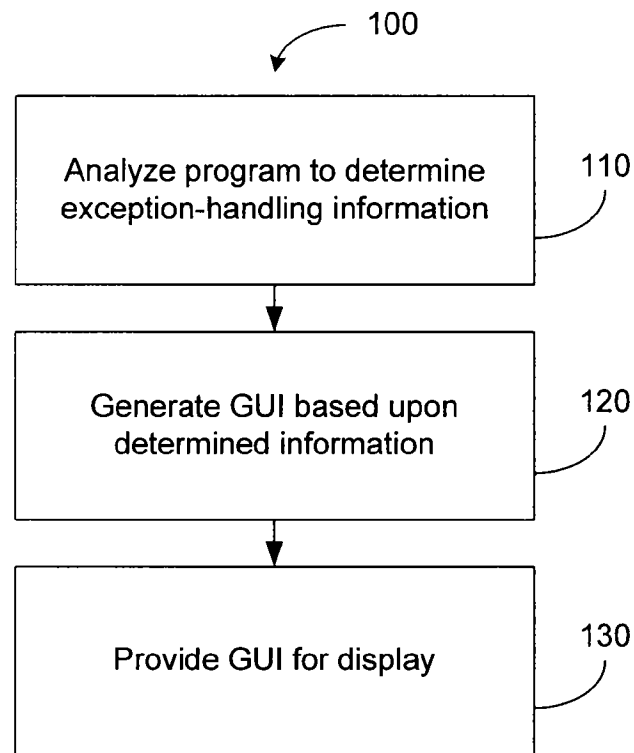 100
Analyze program to determine
exception-handling information
110
Generate GUI based upon
determined information
120
Provide GUI for display
130